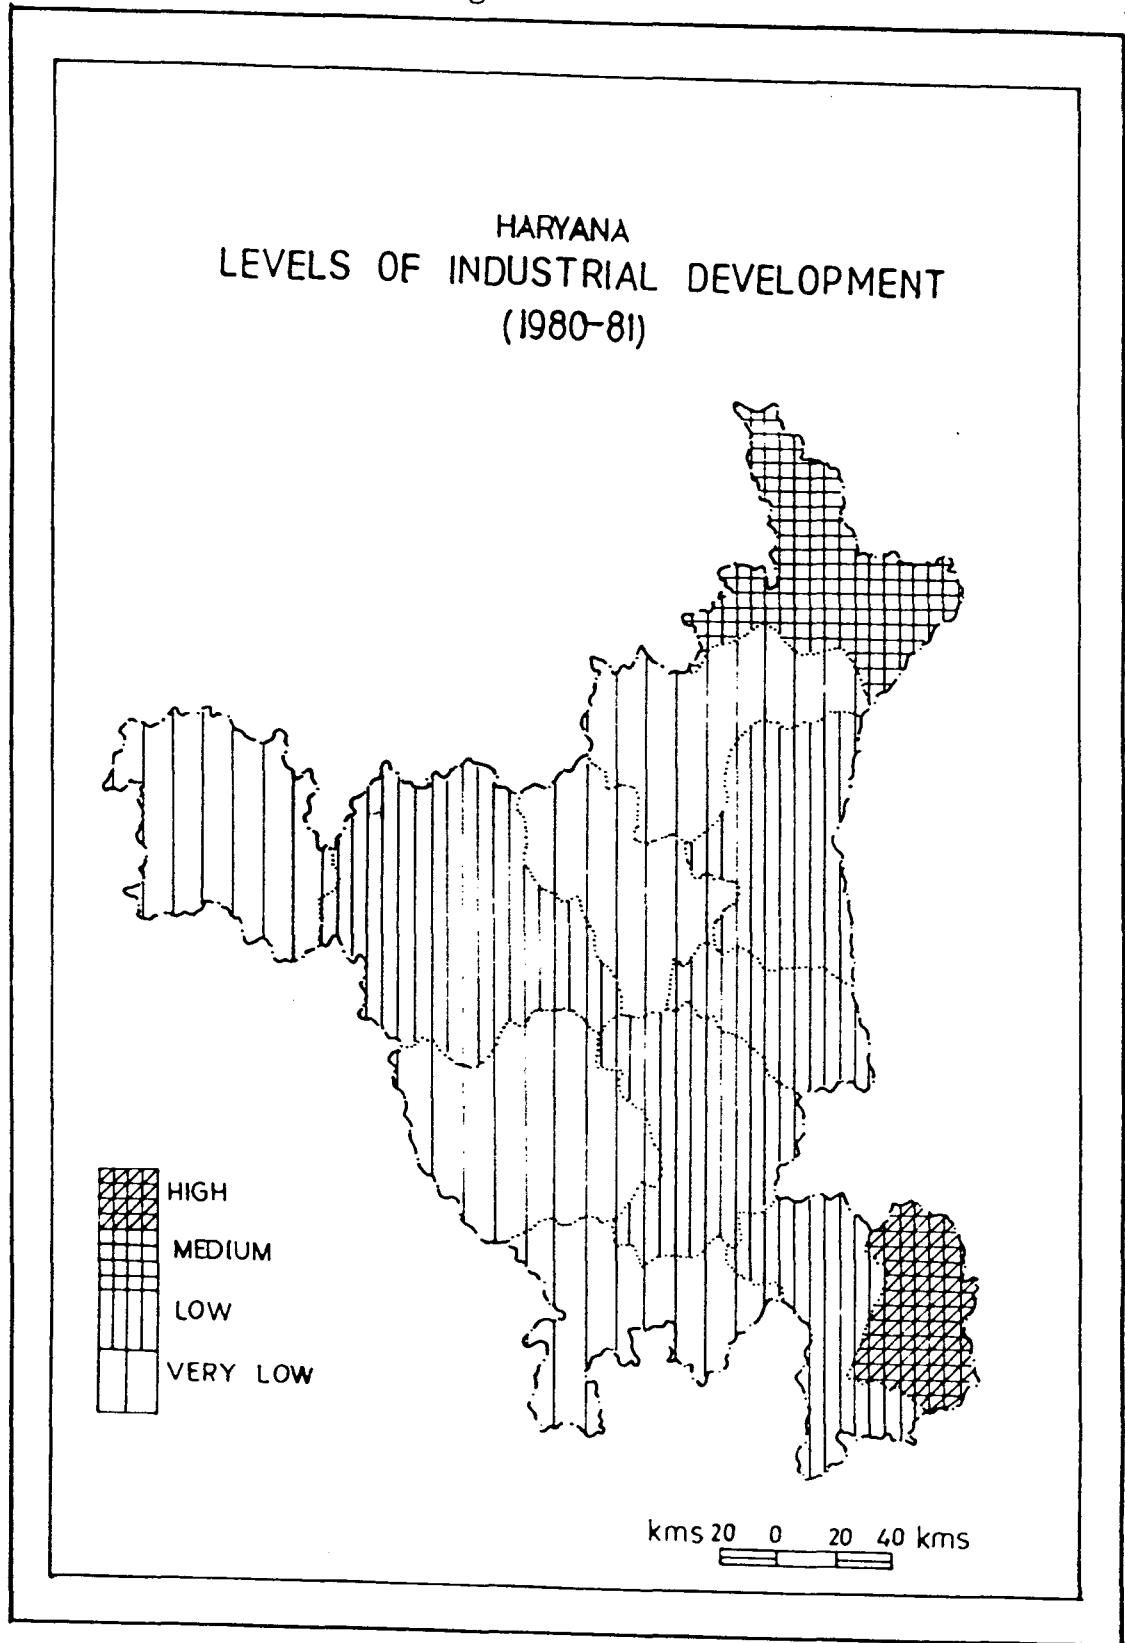 HARYANA
LEVELS OF INDUSTRIAL DEVELOPMENT
(1980-81)
HIGH
MEDIUM
LOW
VERY LOW
kms 20 0 20 40 kms